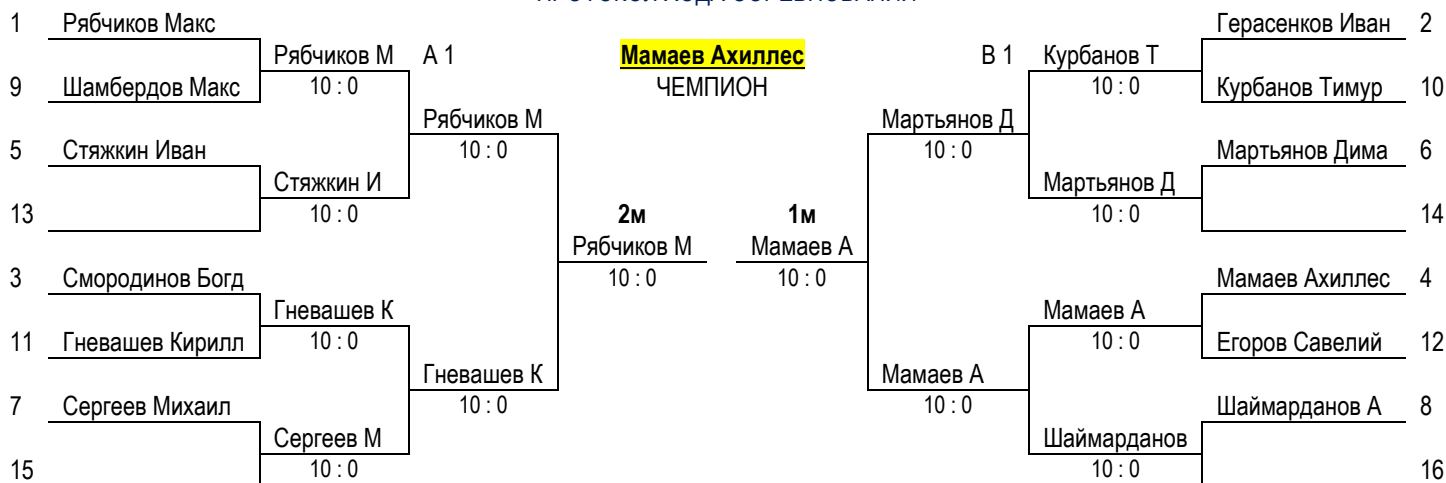 1 Рябчиков Макс Герасенков Иван 2
Рябчиков М А 1 Мамаев Ахиллес В 1 Курбанов Т
9 Шамбердов Макс 10 : 0 ЧЕМПИОН 10 : 0 Курбанов Тимур 10
Рябчиков М Мартьянов Д
5 Стяжкин Иван 10 : 0 10 : 0 Мартьянов Дима 6
Стяжкин И Мартьянов Д
13 10 : 0 2м 1м 10 : 0 14
Рябчиков М Мамаев А
3 Смородинов Богд 10 : 0 10 : 0 Мамаев Ахиллес 4
Гневашев К Мамаев А
11 Гневашев Кирилл 10 : 0 10 : 0 Егоров Савелий 12
Гневашев К Мамаев А
7 Сергеев Михаил 10 : 0 10 : 0 Шаймарданов А 8
Сергеев М Шаймарданов
15 10 : 0 10 : 0 16